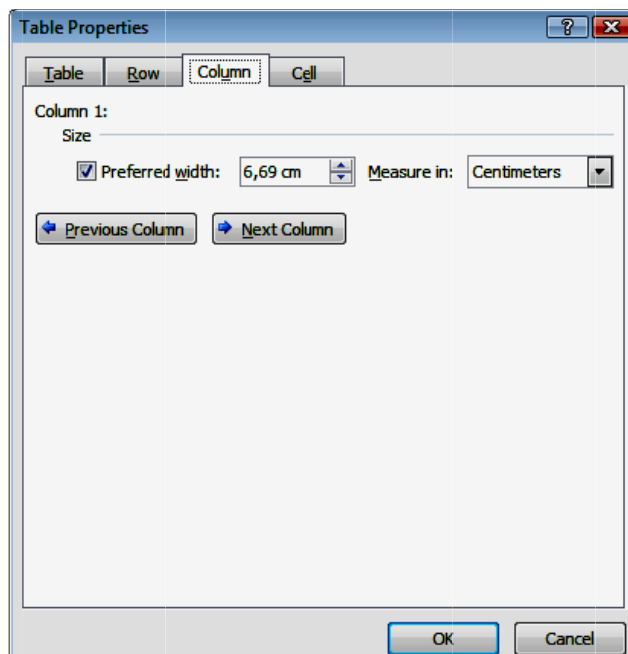 Table Properties
Table Row Column Cell
Column 1:
Size
Preferred width: 6,69 cm Measure in: Centimeters
Previous Column Next Column
OK Cancel